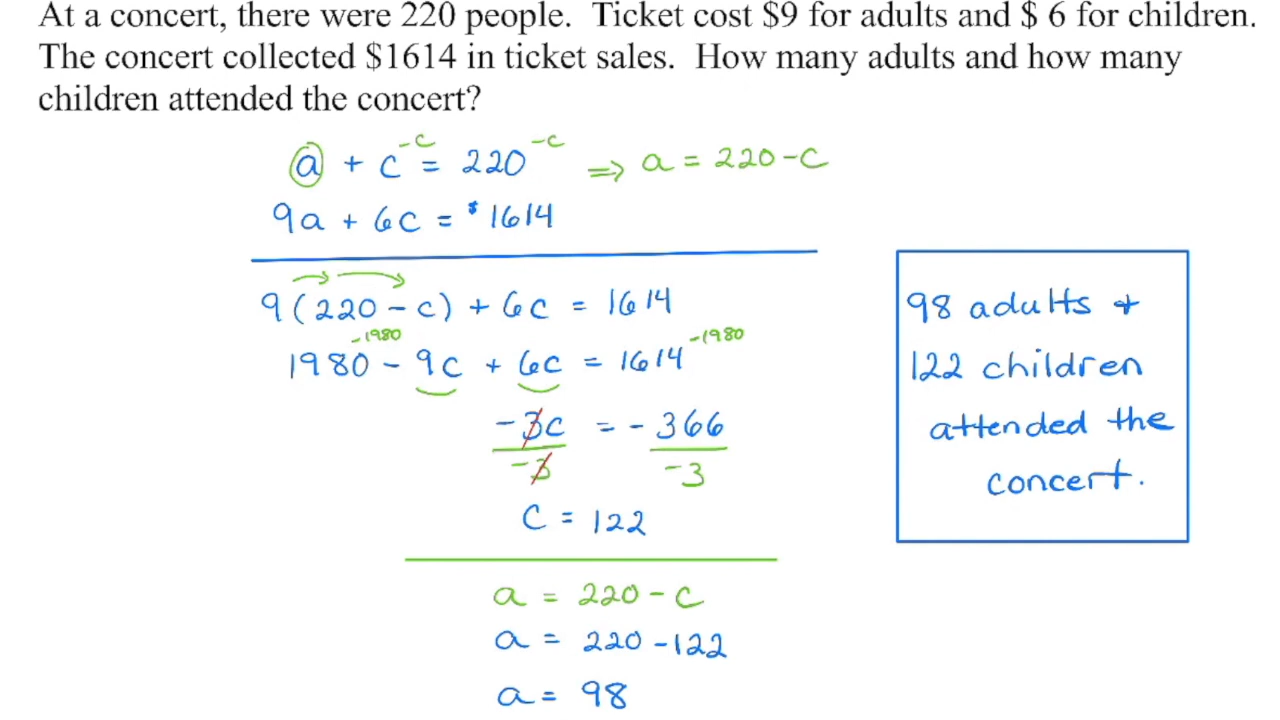 At a concert, there were 220 people. Ticket cost $9 for adults and $ 6 for children.
The concert collected $1614 in ticket sales. How many adults and how many
children attended the concert?
a + c -c = 220 -c ⇒ a = 220 - c
9a + 6c = $1614
9(220 - c) + 6c = 1614
-1980 -1980
1980 - 9c + 6c = 1614
-3c = -366
-3 -3
c = 122
a = 220 - c
a = 220 - 122
a = 98
98 adults +
122 children
attended the
concert.